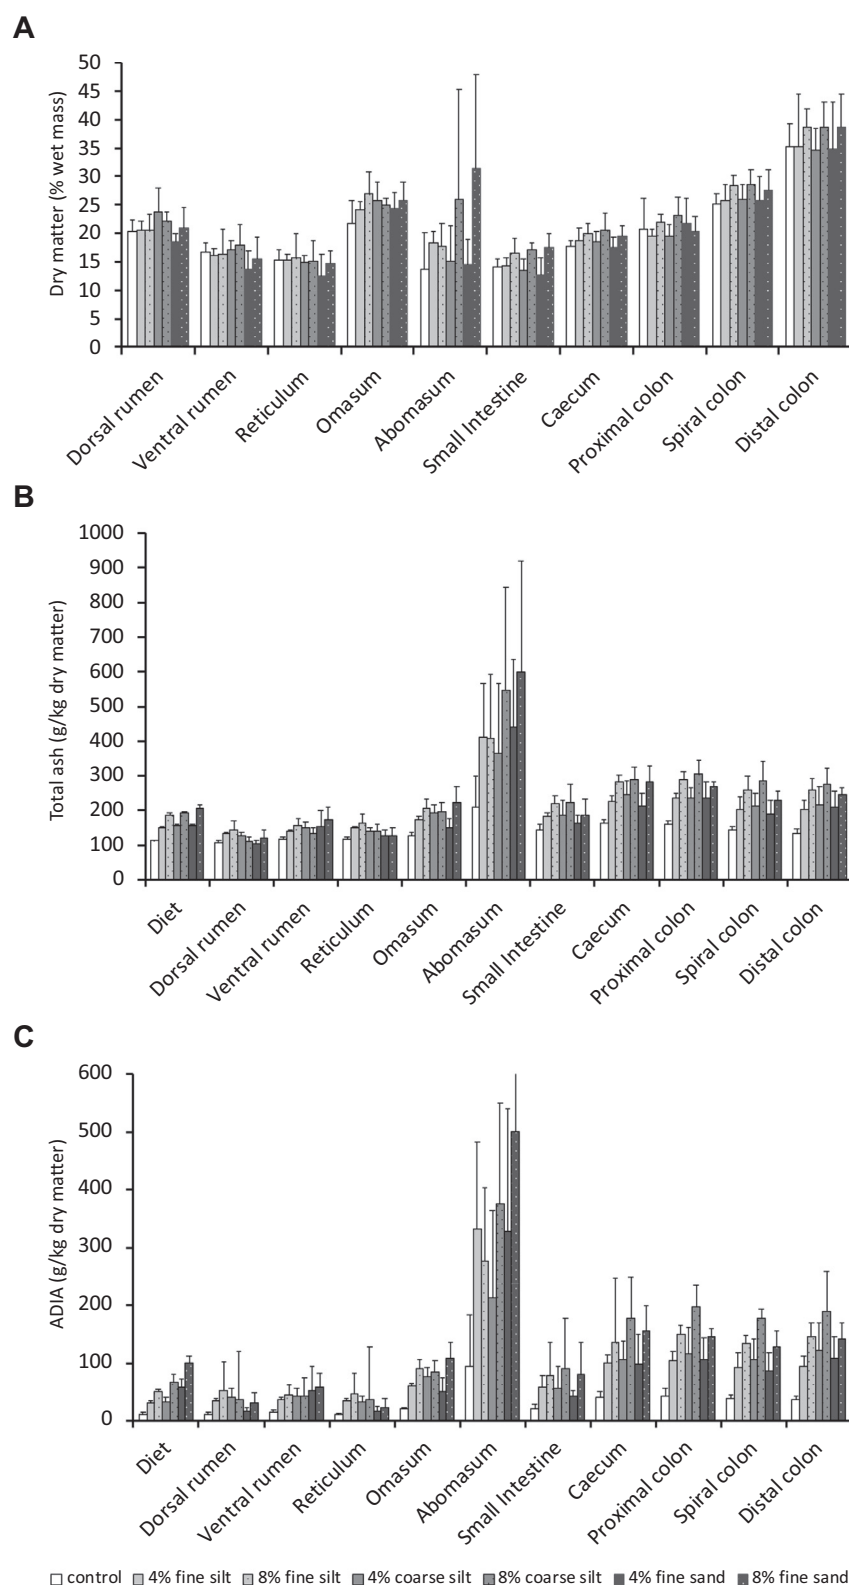 A
Dry matter (% wet mass)
50
45
40
35
30
25
20
15
10
5
0
Dorsal rumen
Ventral rumen
Reticulum
Omasum
Abomasum
Small Intestine
Caecum
Proximal colon
Spiral colon
Distal colon
B
Total ash (g/kg dry matter)
1000
900
800
700
600
500
400
300
200
100
0
Diet
Dorsal rumen
Ventral rumen
Reticulum
Omasum
Abomasum
Small Intestine
Caecum
Proximal colon
Spiral colon
Distal colon
C
ADIA (g/kg dry matter)
600
500
400
300
200
100
0
Diet
Dorsal rumen
Ventral rumen
Reticulum
Omasum
Abomasum
Small Intestine
Caecum
Proximal colon
Spiral colon
Distal colon
control 4% fine silt 8% fine silt 4% coarse silt 8% coarse silt 4% fine sand 8% fine sand